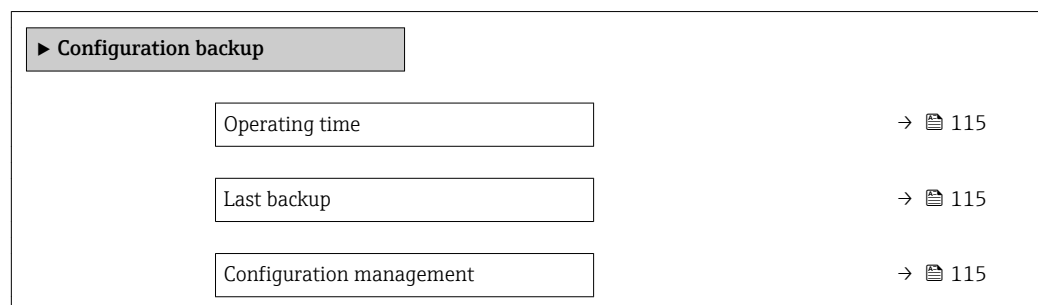 ► Configuration backup
Operating time → 115
Last backup → 115
Configuration management → 115